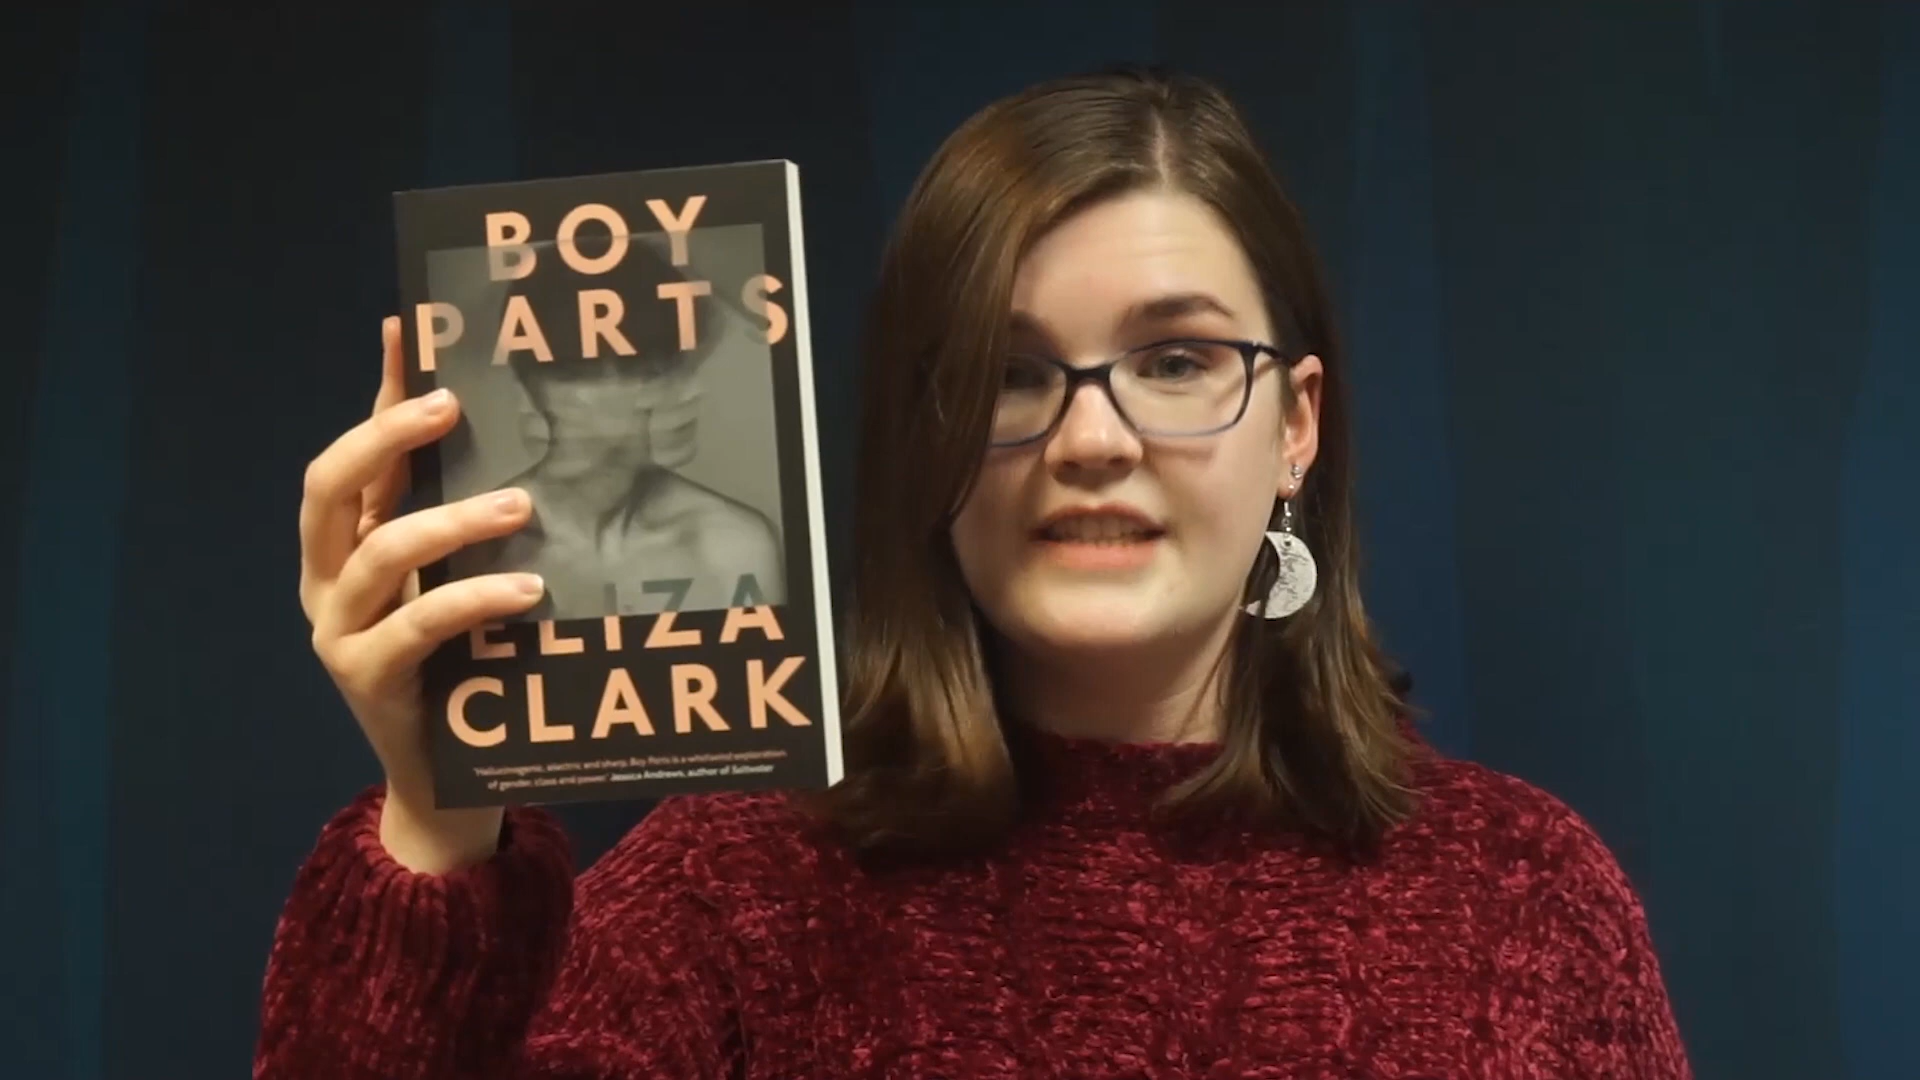 BOY
PARTS
ELIZA
CLARK
'Hallucinogenic, electric and sharp, Boy Parts is a whirlwind exploration
of gender, class and power' Jessica Andrews, author of Saltwater